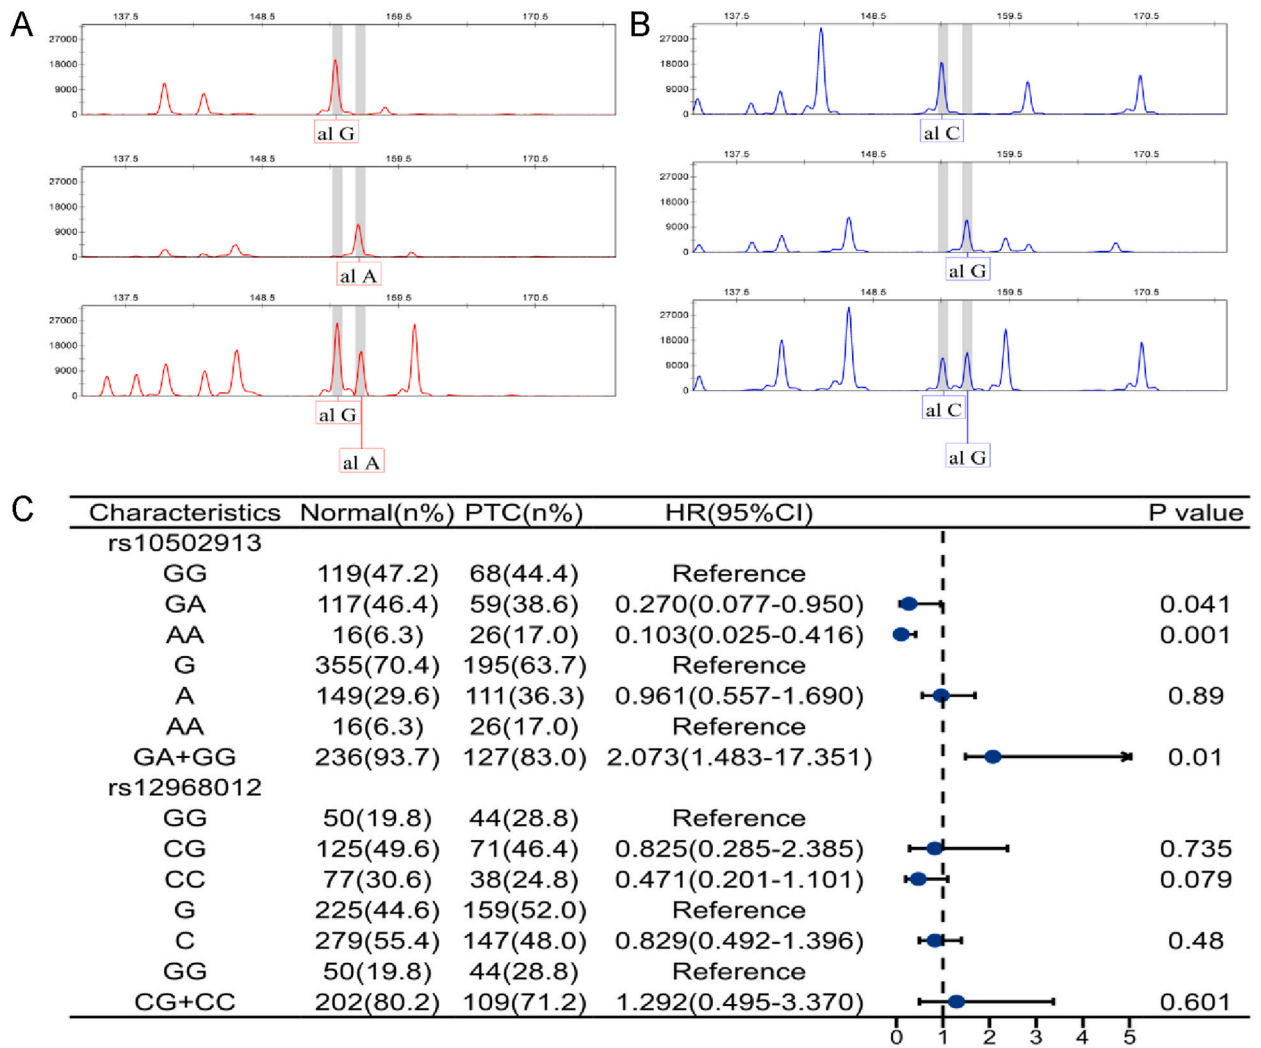 A
137.5 148.5 159.5 170.5
27000
18000
9000
0
al G
137.5 148.5 159.5 170.5
27000
18000
9000
0
al A
137.5 148.5 159.5 170.5
27000
18000
9000
0
al G
al A
B
137.5 148.5 159.5 170.5
27000
18000
9000
0
al C
137.5 148.5 159.5 170.5
27000
18000
9000
0
al G
137.5 148.5 159.5 170.5
27000
18000
9000
0
al C
al G
C
Characteristics Normal(n%) PTC(n%) HR(95%CI) P value
rs10502913
GG 119(47.2) 68(44.4) Reference
GA 117(46.4) 59(38.6) 0.270(0.077-0.950) 0.041
AA 16(6.3) 26(17.0) 0.103(0.025-0.416) 0.001
G 355(70.4) 195(63.7) Reference
A 149(29.6) 111(36.3) 0.961(0.557-1.690) 0.89
AA 16(6.3) 26(17.0) Reference
GA+GG 236(93.7) 127(83.0) 2.073(1.483-17.351) 0.01
rs12968012
GG 50(19.8) 44(28.8) Reference
CG 125(49.6) 71(46.4) 0.825(0.285-2.385) 0.735
CC 77(30.6) 38(24.8) 0.471(0.201-1.101) 0.079
G 225(44.6) 159(52.0) Reference
C 279(55.4) 147(48.0) 0.829(0.492-1.396) 0.48
GG 50(19.8) 44(28.8) Reference
CG+CC 202(80.2) 109(71.2) 1.292(0.495-3.370) 0.601
0 1 2 3 4 5